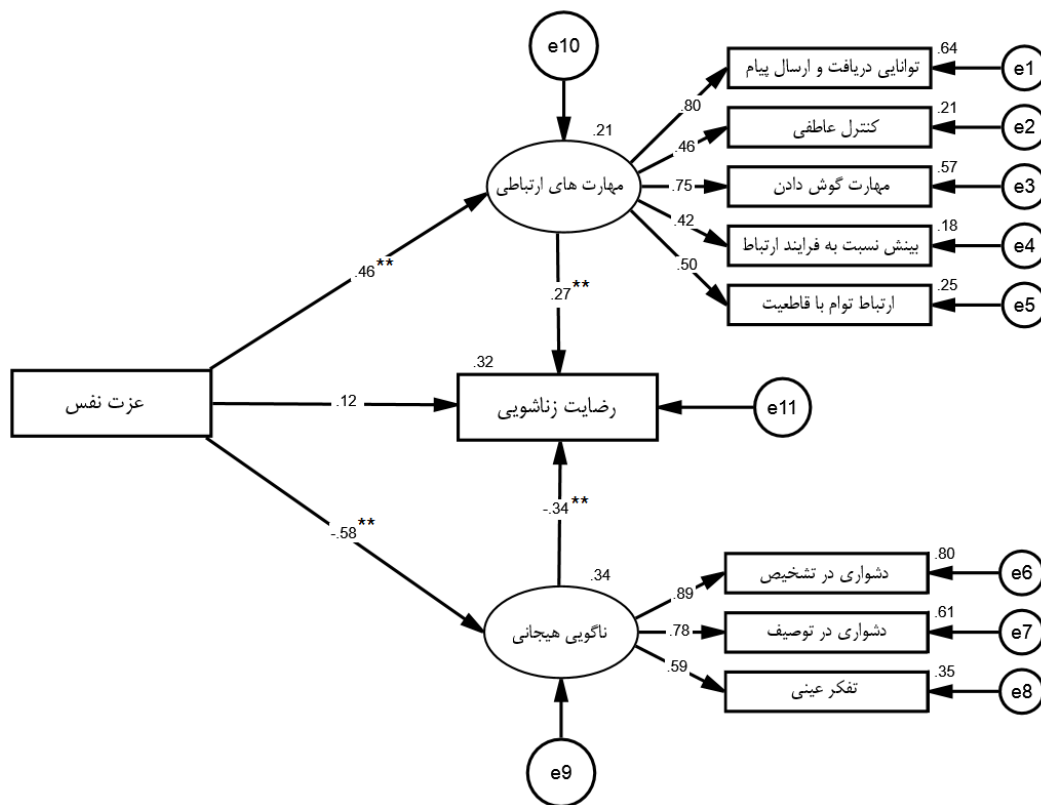 e10
.64
توانایی دریافت و ارسال پیام
e1
.80
.21
کنترل عاطفی
e2
.21
.46
مهارت های ارتباطی
.57
مهارت گوش دادن
e3
.75
.18
بینش نسبت به فرایند ارتباط
e4
.42
.46**
.50
.25
ارتباط توام با قاطعیت
e5
.27**
.32
عزت نفس
.12
رضایت زناشویی
e11
-.34**
-.58**
.80
دشواری در تشخیص
e6
.34
.89
.61
دشواری در توصیف
e7
ناگویی هیجانی
.78
.59
.35
تفکر عینی
e8
e9